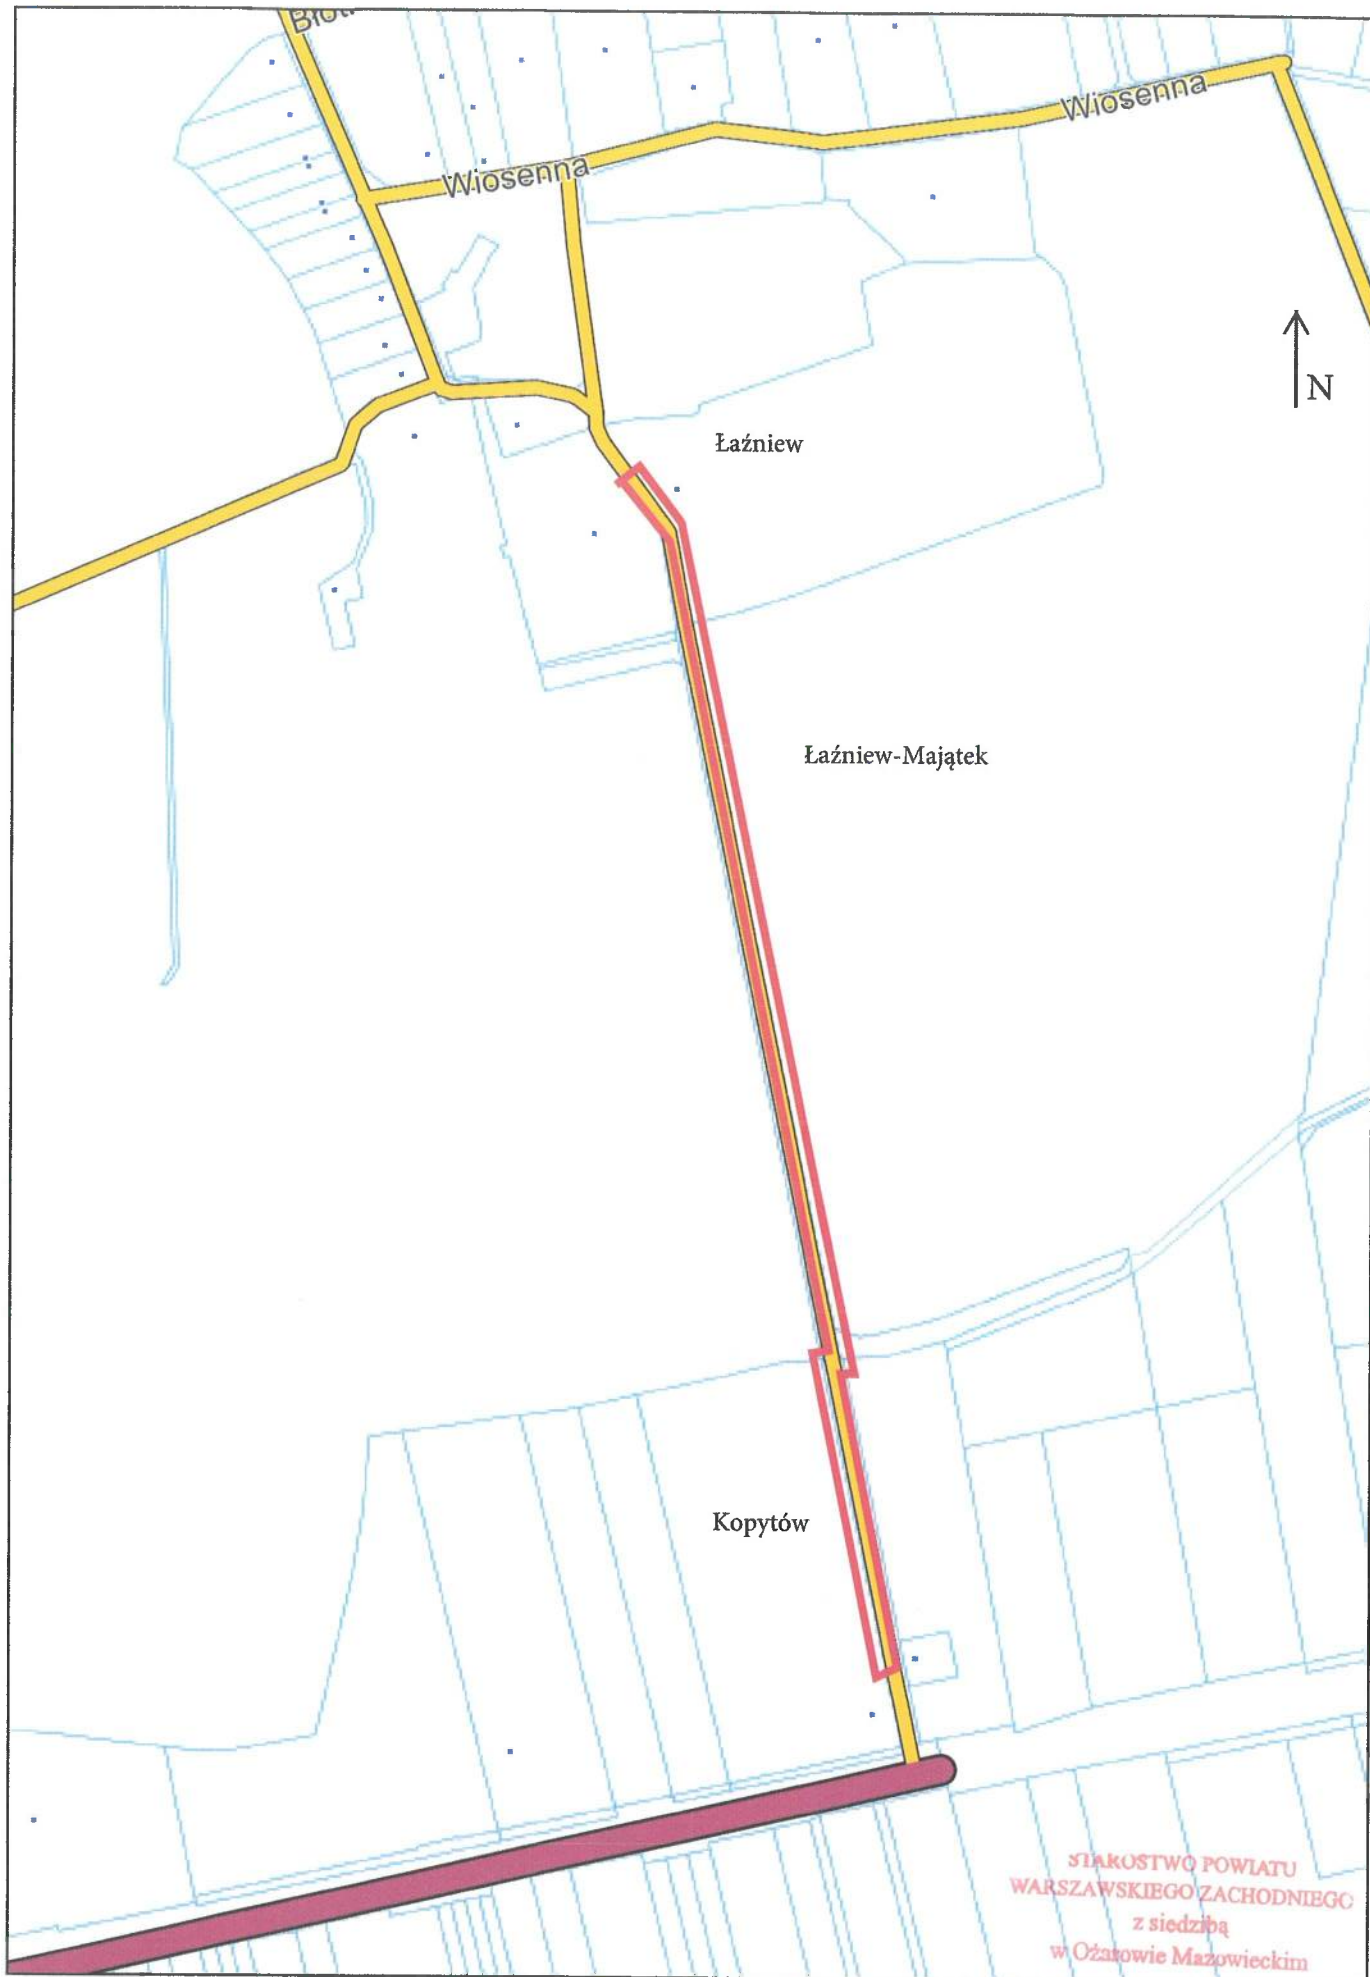 Wiosenna
Wiosenna
N
Łaźniew
Łaźniew-Majątek
Kopytów
STAROSTWO POWIATU
WARSZAWSKIEGO ZACHODNIEGO
z siedzibą
w Ożarowie Mazowieckim